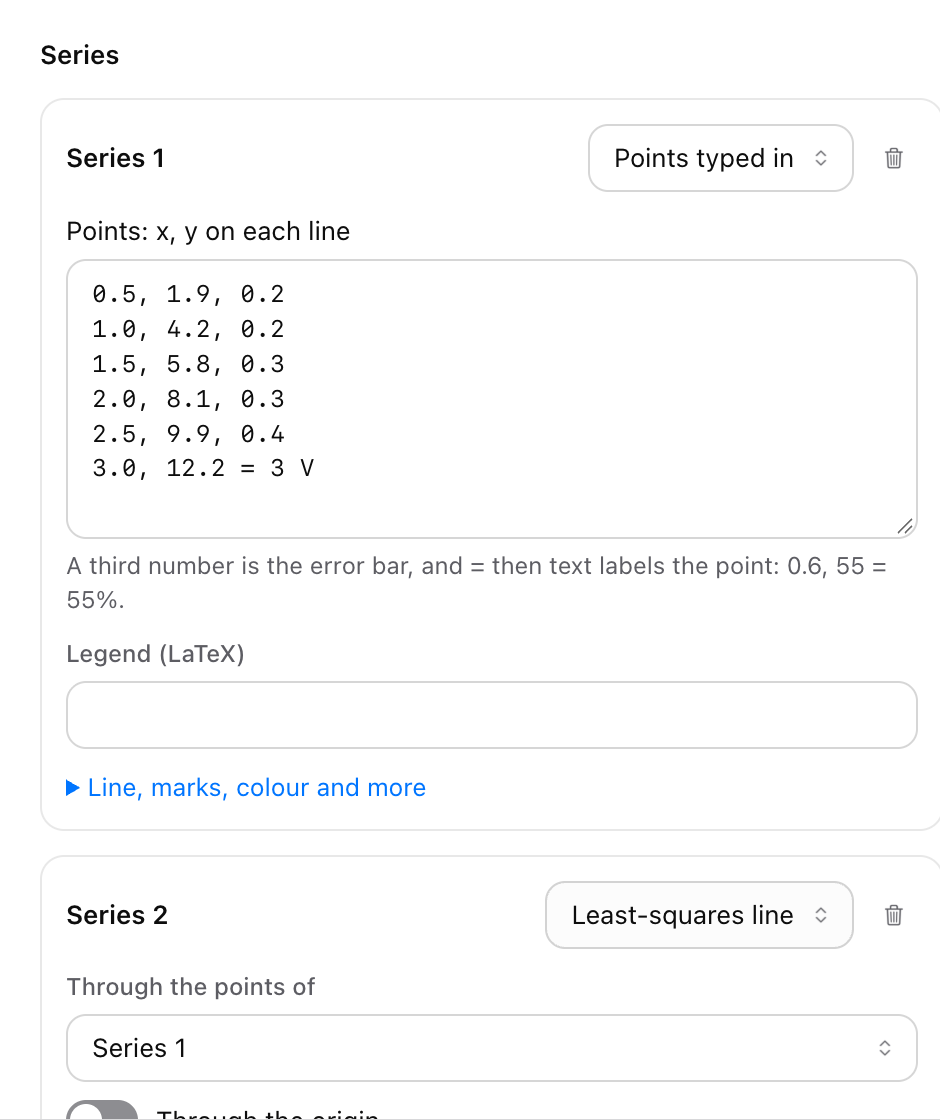 Series
Series 1
Points typed in
Points: x, y on each line
0.5, 1.9, 0.2
1.0, 4.2, 0.2
1.5, 5.8, 0.3
2.0, 8.1, 0.3
2.5, 9.9, 0.4
3.0, 12.2 = 3 V
A third number is the error bar, and = then text labels the point: 0.6, 55 =
55%.
Legend (LaTeX)
Line, marks, colour and more
Series 2
Least-squares line
Through the points of
Series 1
Through the origin